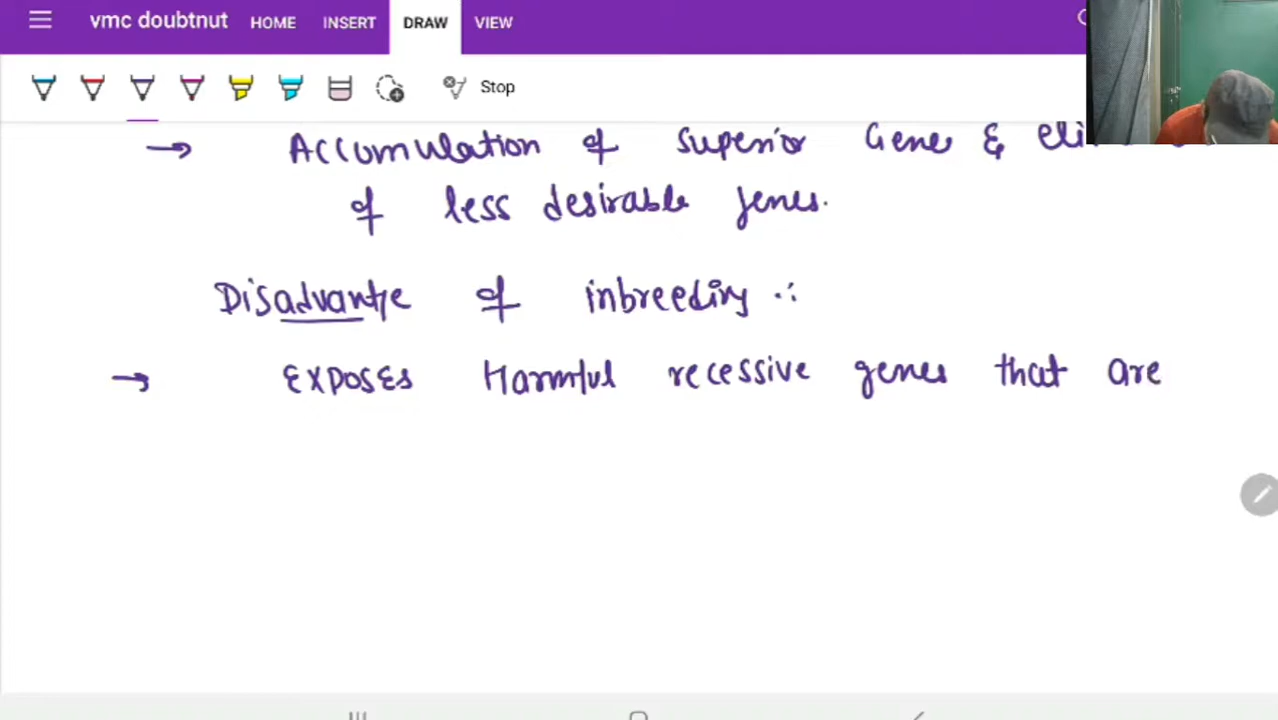 vmc doubtnut HOME INSERT DRAW VIEW
Stop
→ Accumulation of superior Gene &
of less desirable genes.
Disadvantge of inbreeding :
→ Exposes Harmful recessive genes that are